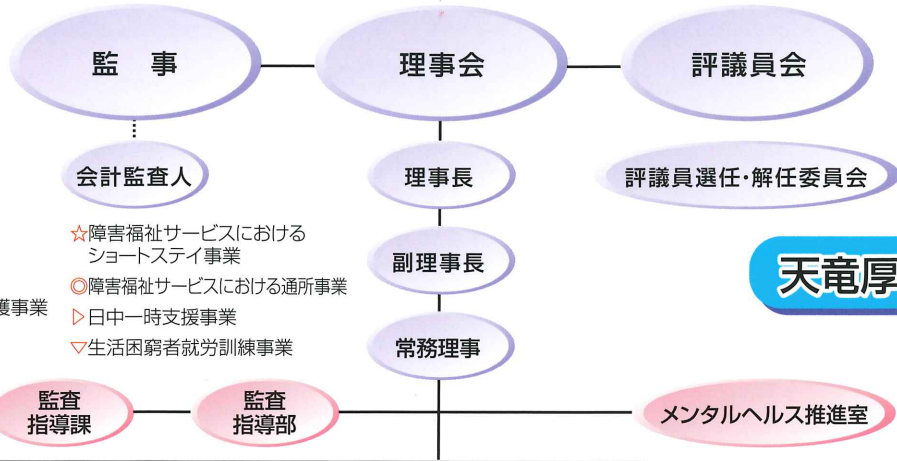 監　事
理事会
評議員会
会計監査人
理事長
評議員選任・解任委員会
☆障害福祉サービスにおける
ショートステイ事業
◎障害福祉サービスにおける通所事業
護事業
▷日中一時支援事業
▽生活困窮者就労訓練事業
副理事長
天竜厚
常務理事
監査
指導課
監査
指導部
メンタルヘルス推進室